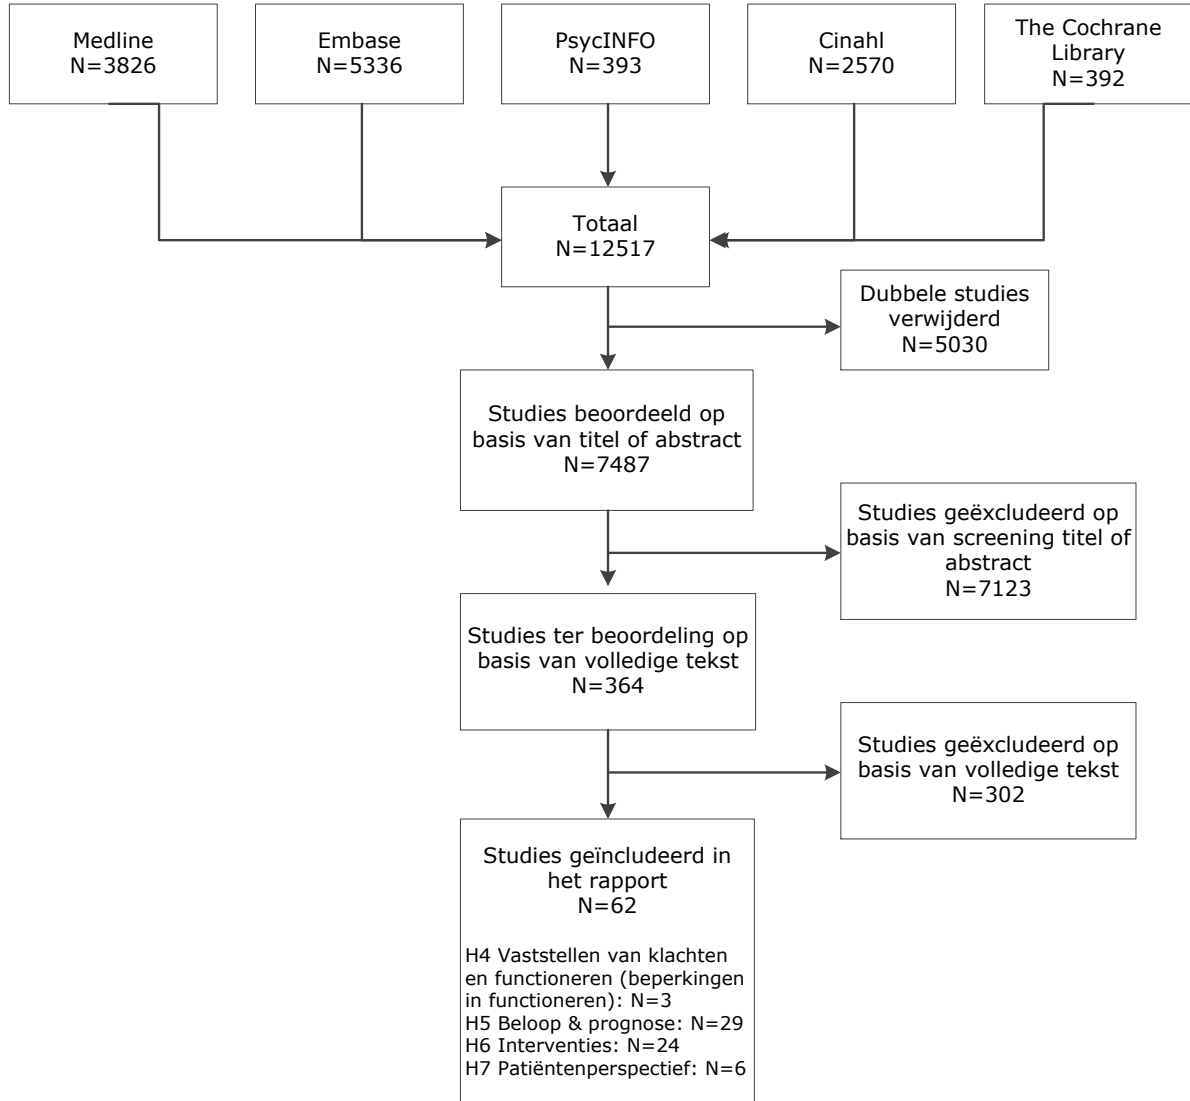 Medline
N=3826
Embase
N=5336
PsycINFO
N=393
Cinahl
N=2570
The Cochrane
Library
N=392
Totaal
N=12517
Dubbele studies
verwijderd
N=5030
Studies beoordeeld op
basis van titel of abstract
N=7487
Studies geëxcludeerd op
basis van screening titel of
abstract
N=7123
Studies ter beoordeling op
basis van volledige tekst
N=364
Studies geëxcludeerd op
basis van volledige tekst
N=302
Studies geïncludeerd in
het rapport
N=62
H4 Vaststellen van klachten
en functioneren (beperkingen
in functioneren): N=3
H5 Beloop & prognose: N=29
H6 Interventies: N=24
H7 Patiëntenperspectief: N=6